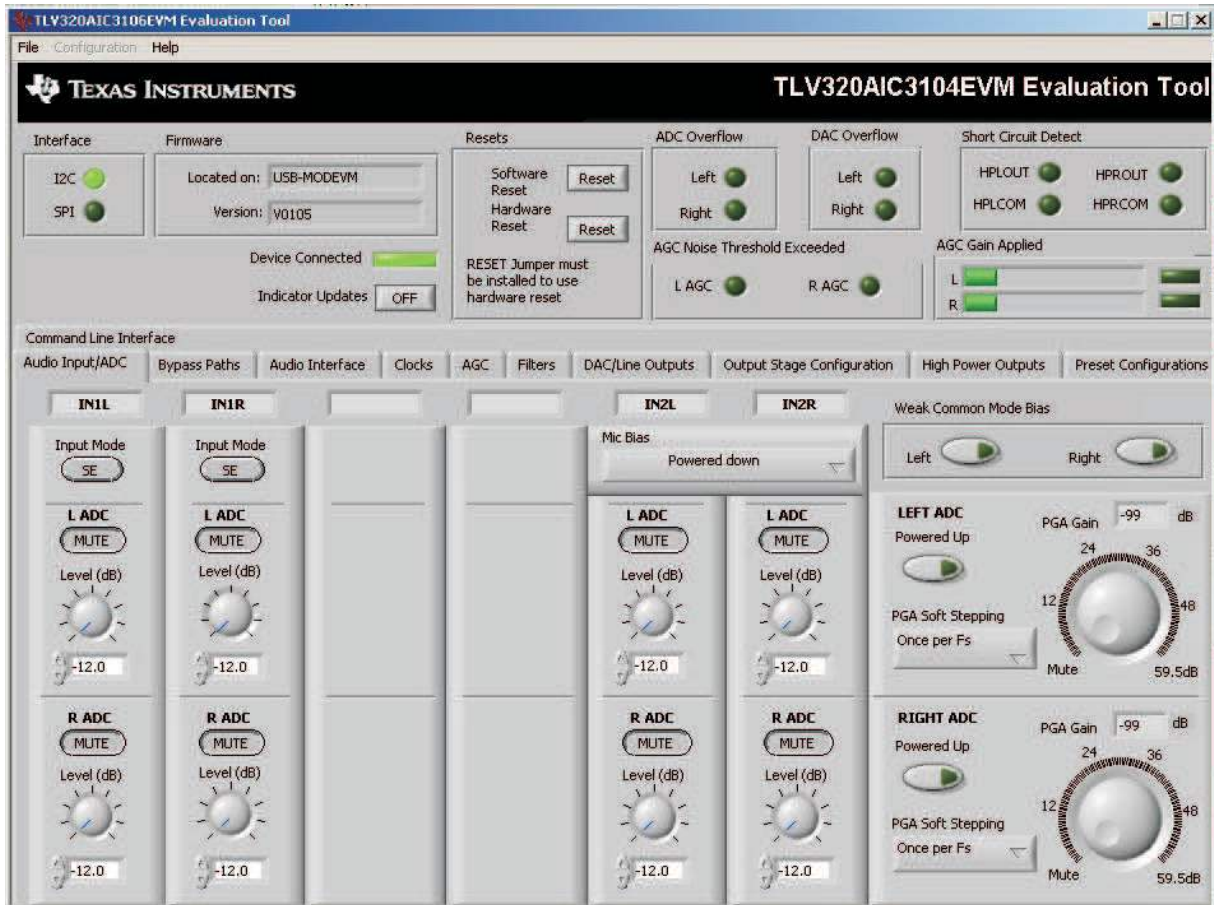 TLV320AIC3106EVM Evaluation Tool
File Configuration Help
TEXAS INSTRUMENTS
TLV320AIC3104EVM Evaluation Tool
Interface
I2C
SPI
Firmware
Located on: USB-MODEVM
Version: V0105
Device Connected
Indicator Updates OFF
Resets
Software Reset Reset
Hardware Reset Reset
RESET Jumper must
be installed to use
hardware reset
ADC Overflow
Left
Right
DAC Overflow
Left
Right
Short Circuit Detect
HPLOUT HPROUT
HPLCOM HPRCOM
AGC Noise Threshold Exceeded
L AGC R AGC
AGC Gain Applied
L
R
Command Line Interface
Audio Input/ADC Bypass Paths Audio Interface Clocks AGC Filters DAC/Line Outputs Output Stage Configuration High Power Outputs Preset Configurations
IN1L IN1R IN2L IN2R
Input Mode Input Mode
SE SE
Mic Bias
Powered down
L ADC L ADC L ADC L ADC
MUTE MUTE MUTE MUTE
Level (dB) Level (dB) Level (dB) Level (dB)
-12.0 -12.0 -12.0 -12.0
R ADC R ADC R ADC R ADC
MUTE MUTE MUTE MUTE
Level (dB) Level (dB) Level (dB) Level (dB)
-12.0 -12.0 -12.0 -12.0
Weak Common Mode Bias
Left Right
LEFT ADC
Powered Up
PGA Gain -99 dB
24 36
12 48
Mute 59.5dB
PGA Soft Stepping
Once per Fs
RIGHT ADC
Powered Up
PGA Gain -99 dB
24 36
12 48
Mute 59.5dB
PGA Soft Stepping
Once per Fs